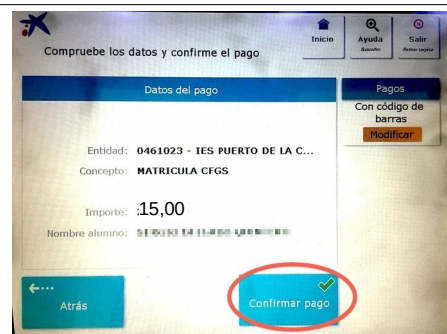 Compruebe los datos y confirme el pago
Inicio
Ayuda
Salir
Datos del pago
Pagos
Con código de
barras
Modificar
Entidad: 0461023 - IES PUERTO DE LA C...
Concepto: MATRICULA CFGS
Importe: :15,00
Nombre alumno:
Atrás
Confirmar pago